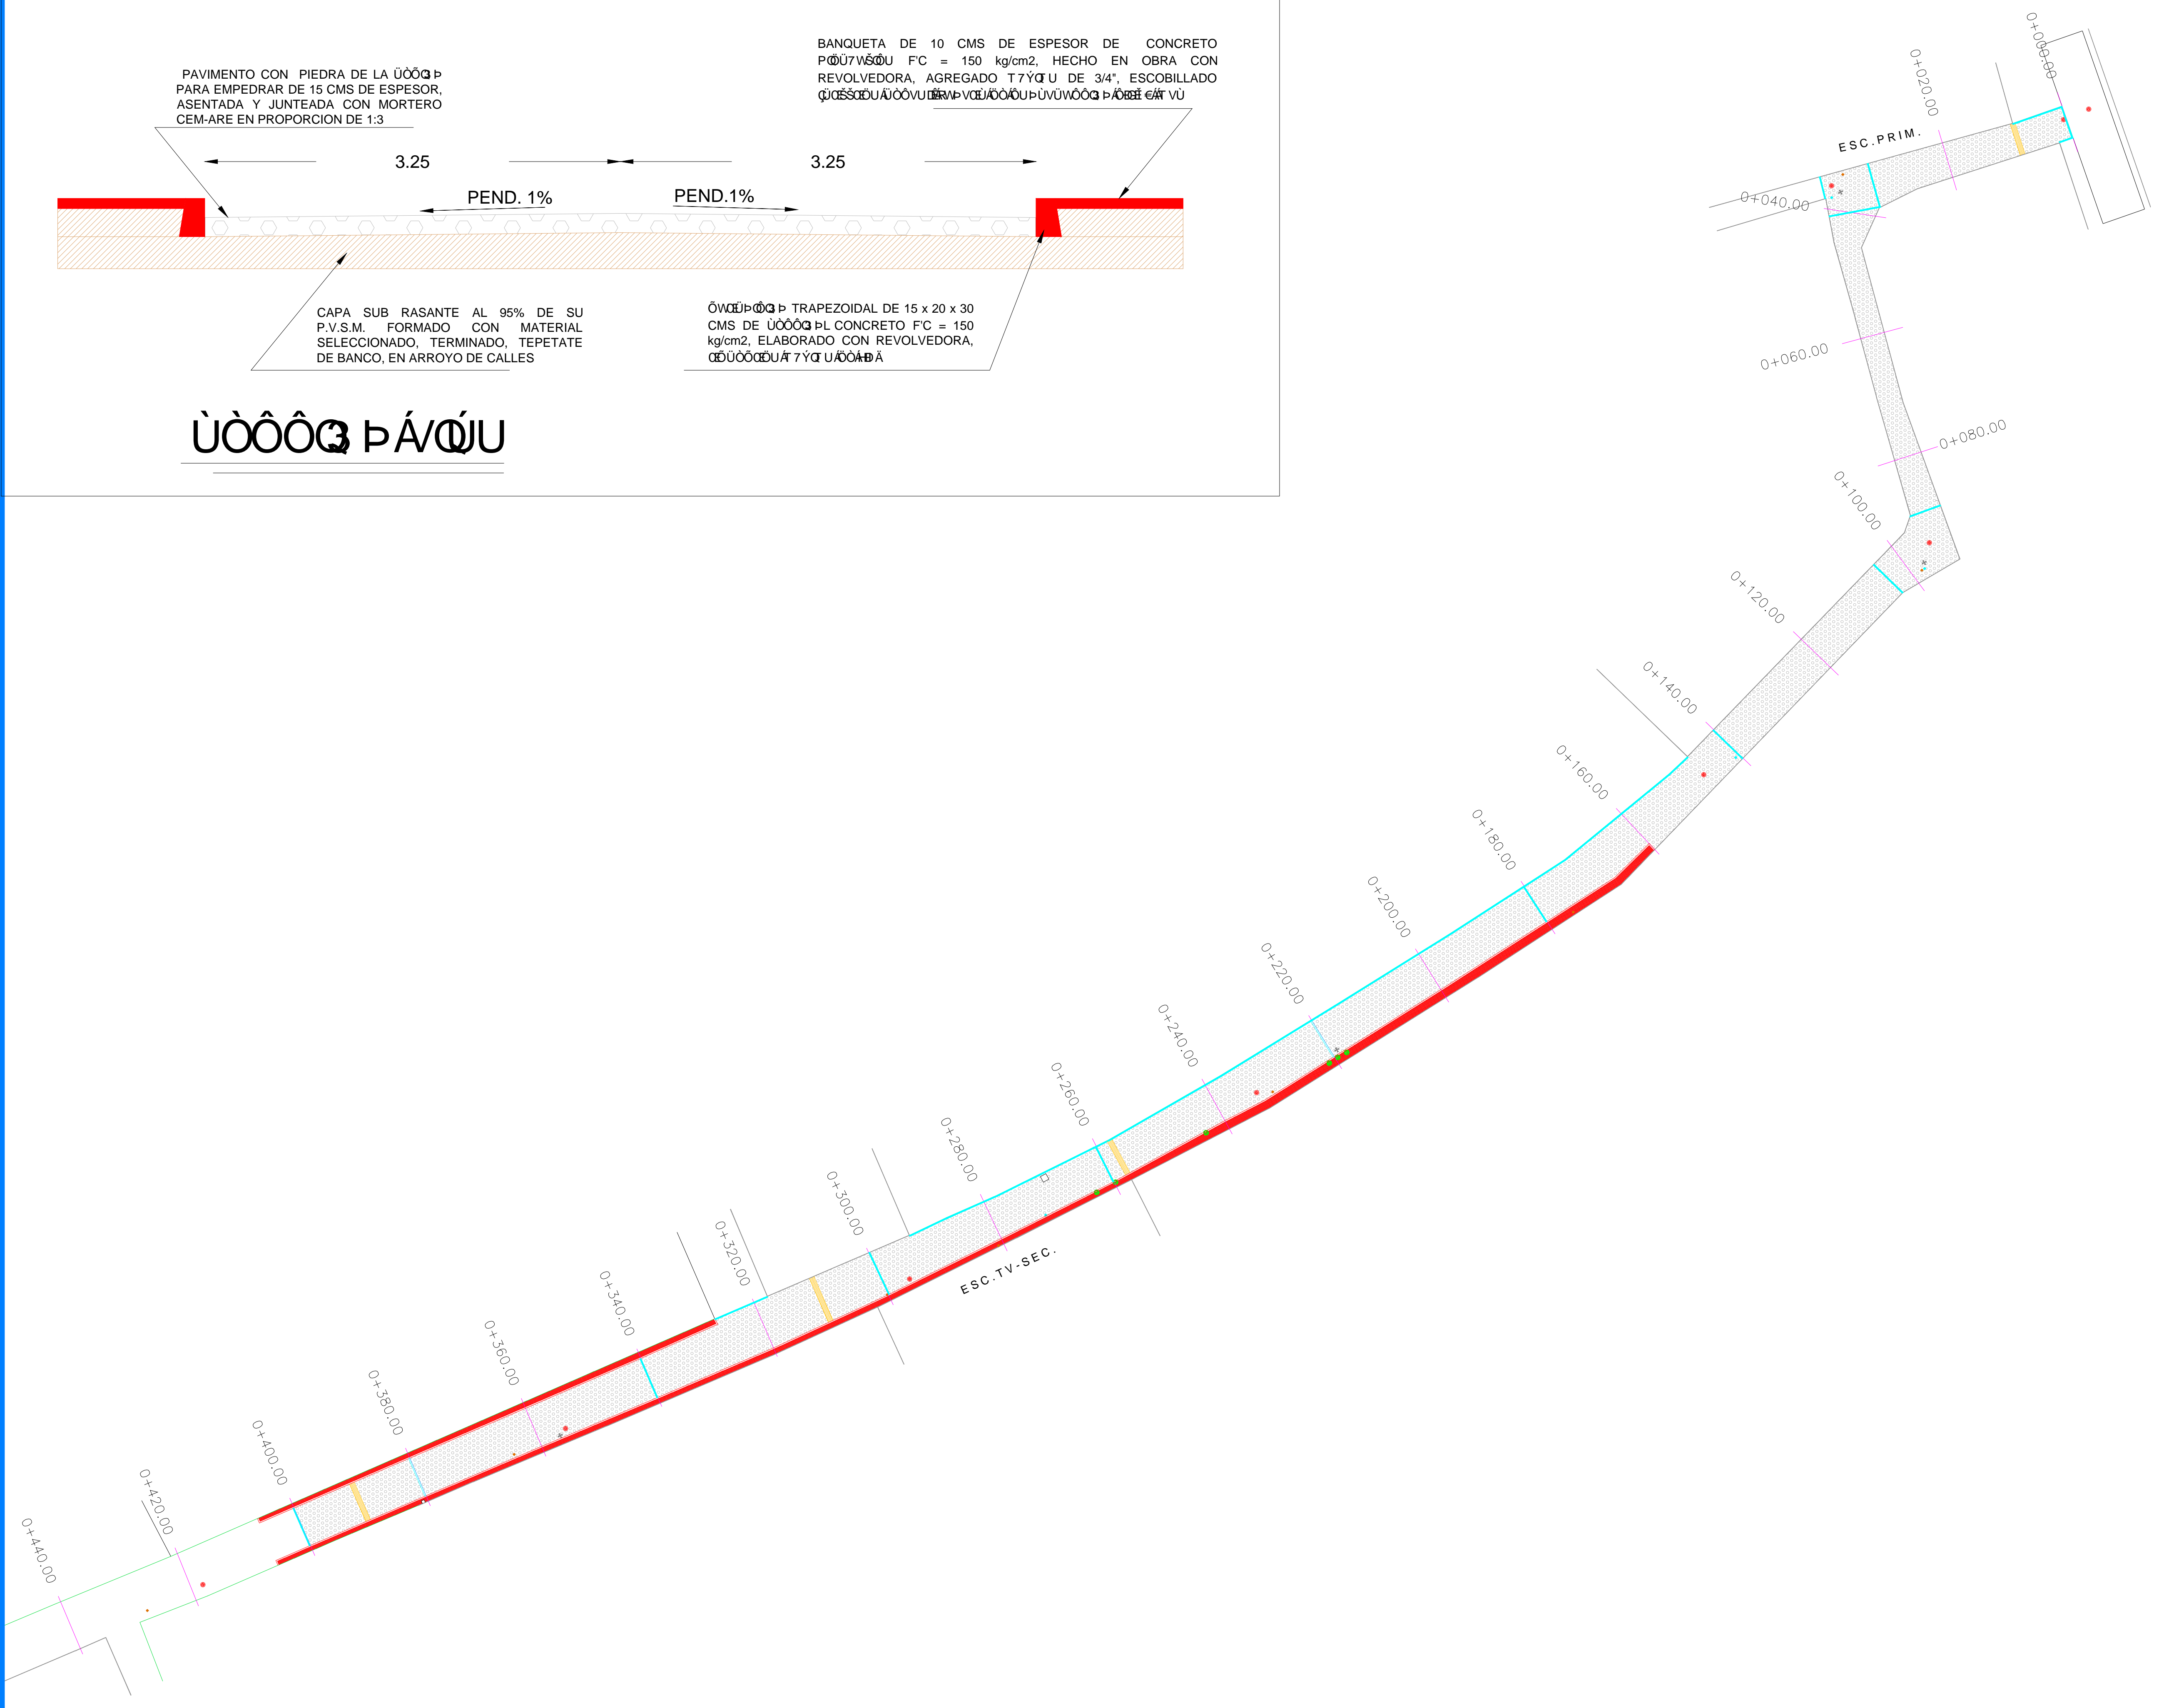 PAVIMENTO CON PIEDRA DE LA
PARA EMPEDRAR DE 15 CMS DE ESPESOR,
ASENTADA Y JUNTEADA CON MORTERO
CEM-ARE EN PROPORCION DE 1:3
BANQUETA DE 10 CMS DE ESPESOR DE CONCRETO
F'C = 150 kg/cm2, HECHO EN OBRA CON
REVOLVEDORA, AGREGADO DE 3/4", ESCOBILLADO
3.25
3.25
PEND. 1%
PEND.1%
CAPA SUB RASANTE AL 95% DE SU
P.V.S.M. FORMADO CON MATERIAL
SELECCIONADO, TERMINADO, TEPETATE
DE BANCO, EN ARROYO DE CALLES
TRAPEZOIDAL DE 15 x 20 x 30
CMS DE CONCRETO F'C = 150
kg/cm2, ELABORADO CON REVOLVEDORA,
0+000.00
0+020.00
ESC.PRIM.
0+040.00
0+060.00
0+080.00
0+100.00
0+120.00
0+140.00
0+160.00
0+180.00
0+200.00
0+220.00
0+240.00
0+260.00
0+280.00
0+300.00
ESC.TV-SEC.
0+320.00
0+340.00
0+360.00
0+380.00
0+400.00
0+420.00
0+440.00